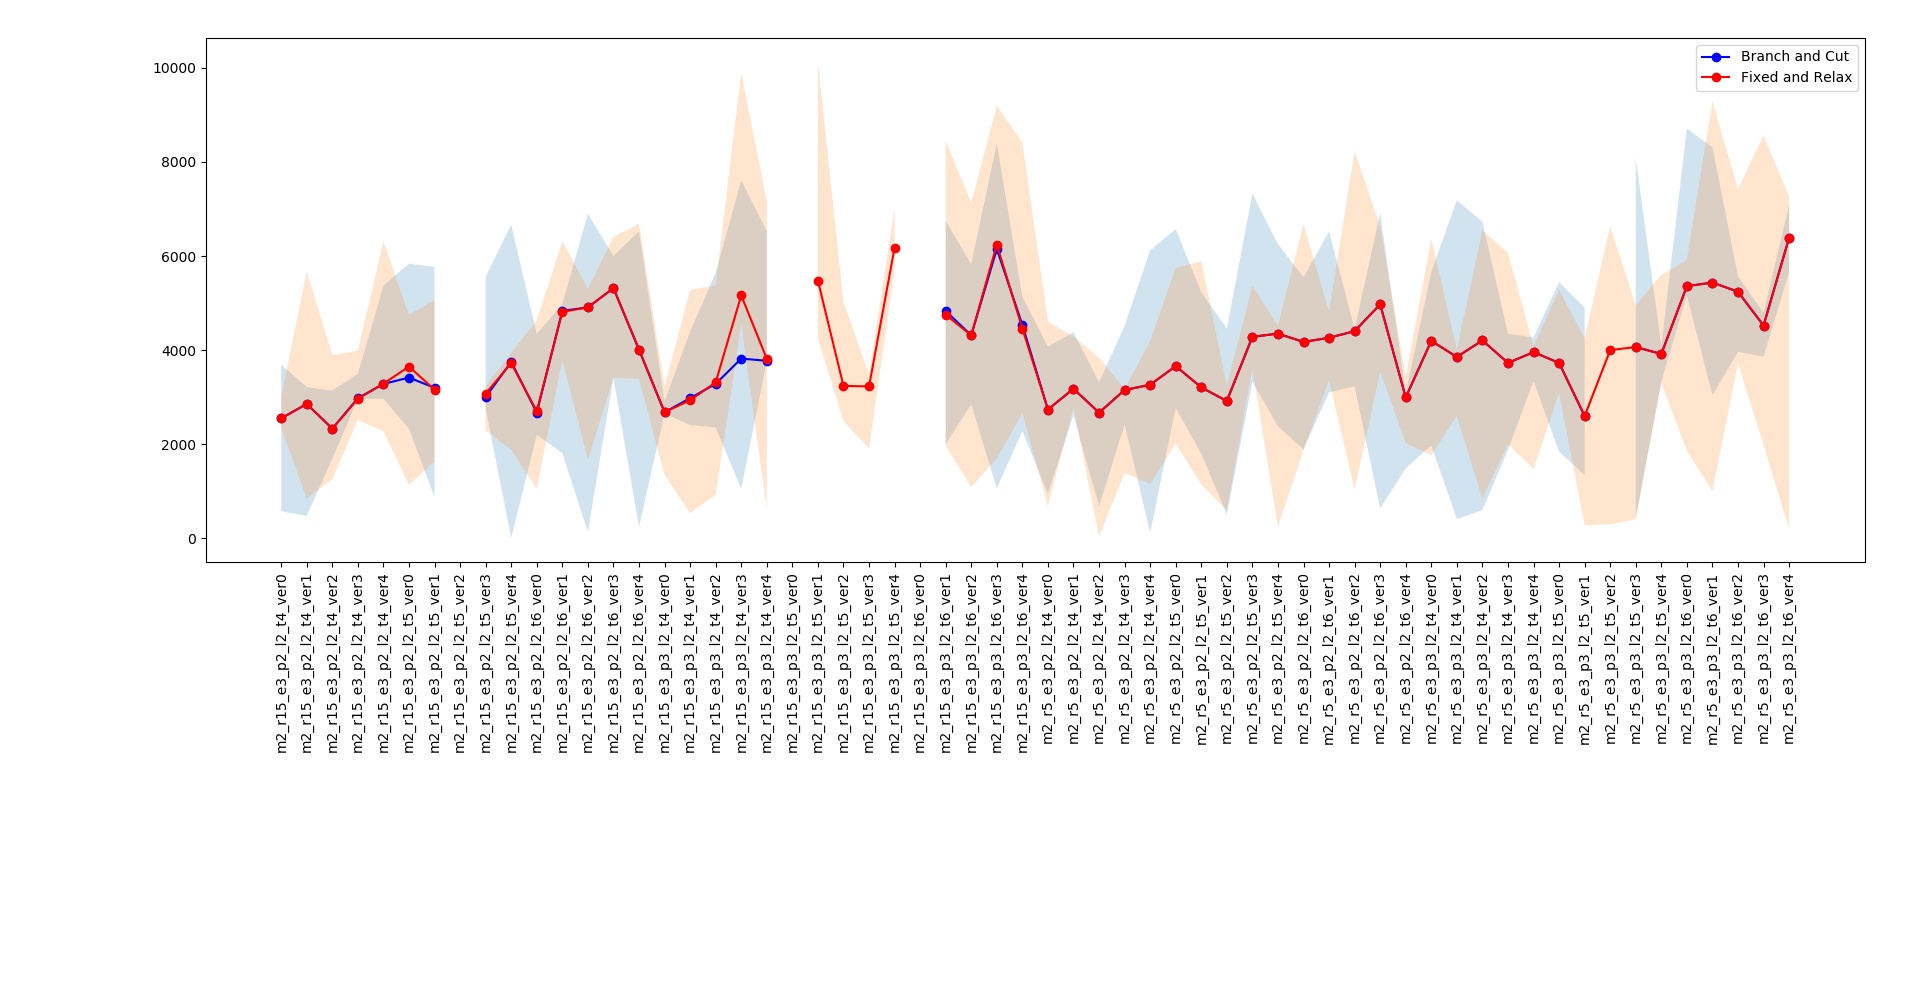 10000
8000
6000
4000
2000
0
Branch and Cut
Fixed and Relax
m2_r15_e3_p2_l2_t4_ver0
m2_r15_e3_p2_l2_t4_ver1
m2_r15_e3_p2_l2_t4_ver2
m2_r15_e3_p2_l2_t4_ver3
m2_r15_e3_p2_l2_t4_ver4
m2_r15_e3_p2_l2_t5_ver0
m2_r15_e3_p2_l2_t5_ver1
m2_r15_e3_p2_l2_t5_ver2
m2_r15_e3_p2_l2_t5_ver3
m2_r15_e3_p2_l2_t5_ver4
m2_r15_e3_p2_l2_t6_ver0
m2_r15_e3_p2_l2_t6_ver1
m2_r15_e3_p2_l2_t6_ver2
m2_r15_e3_p2_l2_t6_ver3
m2_r15_e3_p2_l2_t6_ver4
m2_r15_e3_p3_l2_t4_ver0
m2_r15_e3_p3_l2_t4_ver1
m2_r15_e3_p3_l2_t4_ver2
m2_r15_e3_p3_l2_t4_ver3
m2_r15_e3_p3_l2_t4_ver4
m2_r15_e3_p3_l2_t5_ver0
m2_r15_e3_p3_l2_t5_ver1
m2_r15_e3_p3_l2_t5_ver2
m2_r15_e3_p3_l2_t5_ver3
m2_r15_e3_p3_l2_t5_ver4
m2_r15_e3_p3_l2_t6_ver0
m2_r15_e3_p3_l2_t6_ver1
m2_r15_e3_p3_l2_t6_ver2
m2_r15_e3_p3_l2_t6_ver3
m2_r15_e3_p3_l2_t6_ver4
m2_r5_e3_p2_l2_t4_ver0
m2_r5_e3_p2_l2_t4_ver1
m2_r5_e3_p2_l2_t4_ver2
m2_r5_e3_p2_l2_t4_ver3
m2_r5_e3_p2_l2_t4_ver4
m2_r5_e3_p2_l2_t5_ver0
m2_r5_e3_p2_l2_t5_ver1
m2_r5_e3_p2_l2_t5_ver2
m2_r5_e3_p2_l2_t5_ver3
m2_r5_e3_p2_l2_t5_ver4
m2_r5_e3_p2_l2_t6_ver0
m2_r5_e3_p2_l2_t6_ver1
m2_r5_e3_p2_l2_t6_ver2
m2_r5_e3_p2_l2_t6_ver3
m2_r5_e3_p2_l2_t6_ver4
m2_r5_e3_p3_l2_t4_ver0
m2_r5_e3_p3_l2_t4_ver1
m2_r5_e3_p3_l2_t4_ver2
m2_r5_e3_p3_l2_t4_ver3
m2_r5_e3_p3_l2_t4_ver4
m2_r5_e3_p3_l2_t5_ver0
m2_r5_e3_p3_l2_t5_ver1
m2_r5_e3_p3_l2_t5_ver2
m2_r5_e3_p3_l2_t5_ver3
m2_r5_e3_p3_l2_t5_ver4
m2_r5_e3_p3_l2_t6_ver0
m2_r5_e3_p3_l2_t6_ver1
m2_r5_e3_p3_l2_t6_ver2
m2_r5_e3_p3_l2_t6_ver3
m2_r5_e3_p3_l2_t6_ver4